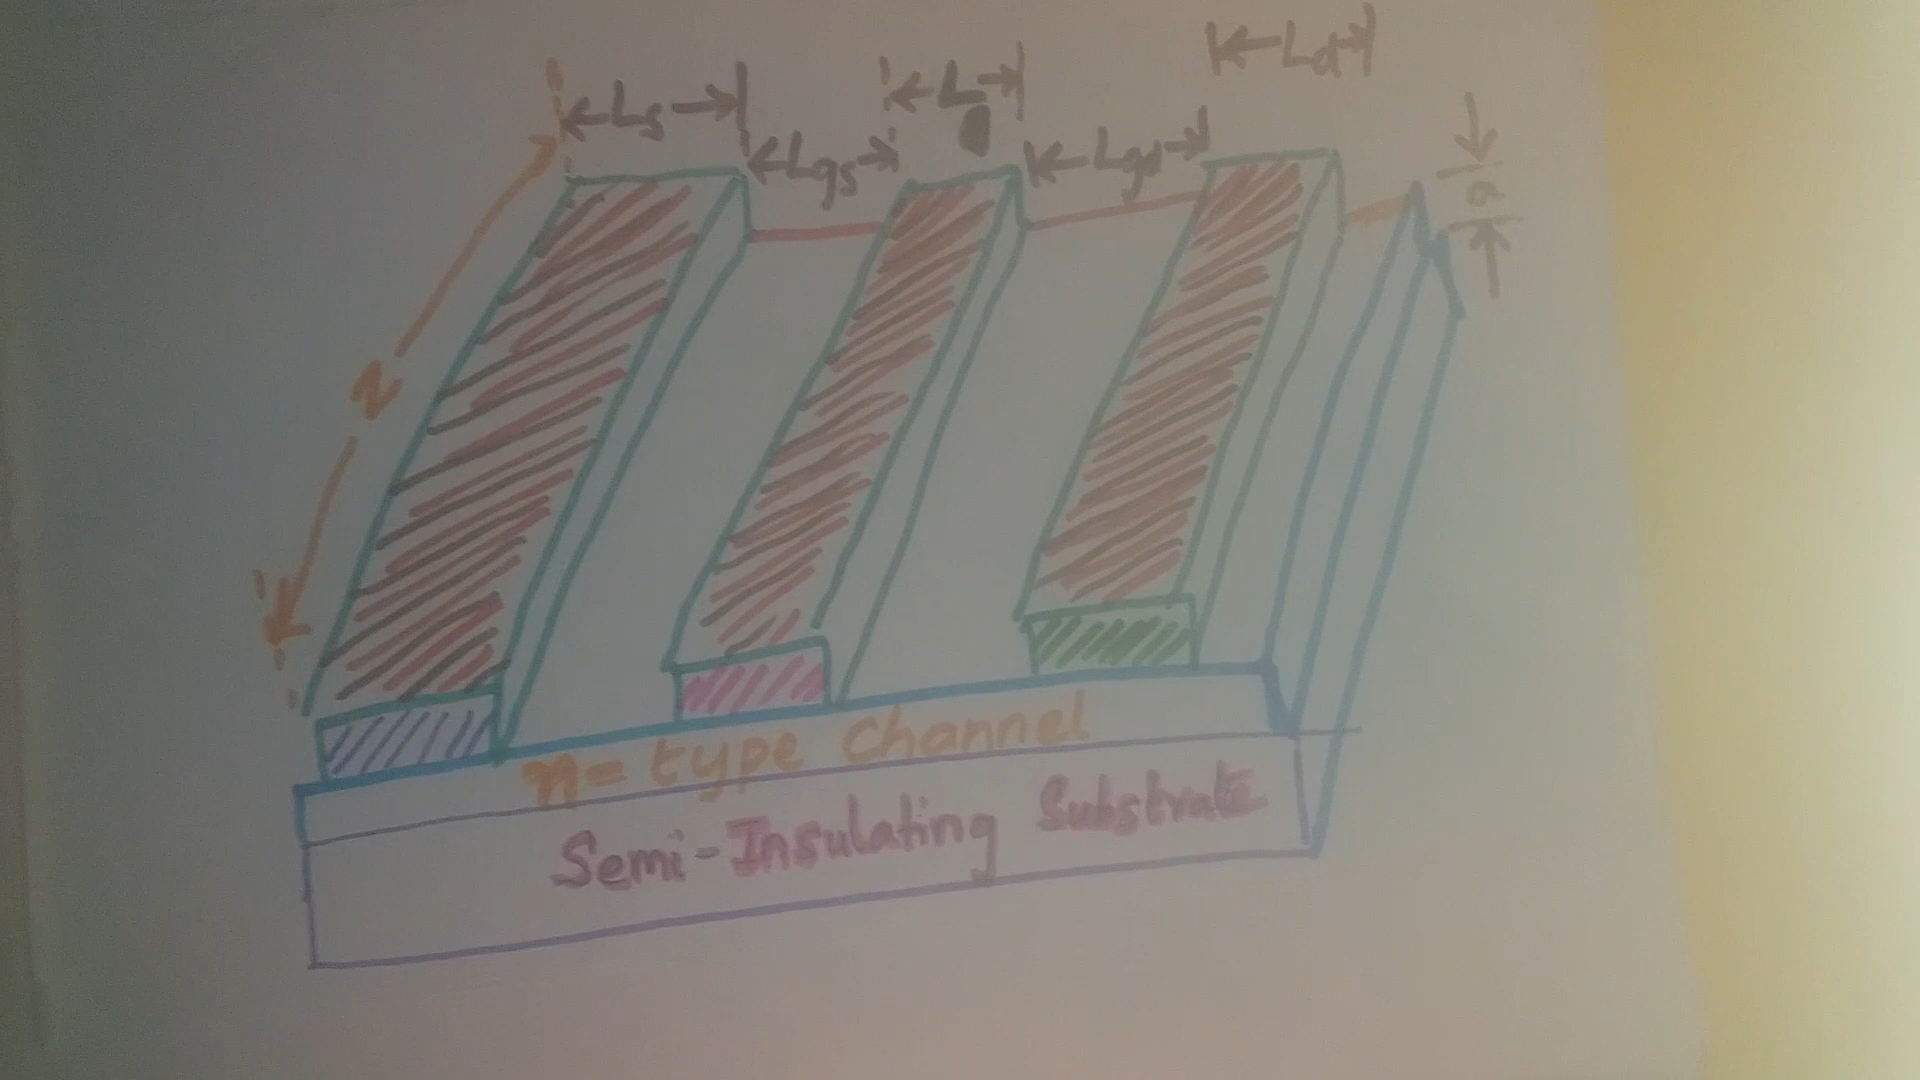 Ls
L
Ld
Lgs
Lgd
a
Z
n= type Channel
Semi-Insulating Substrate